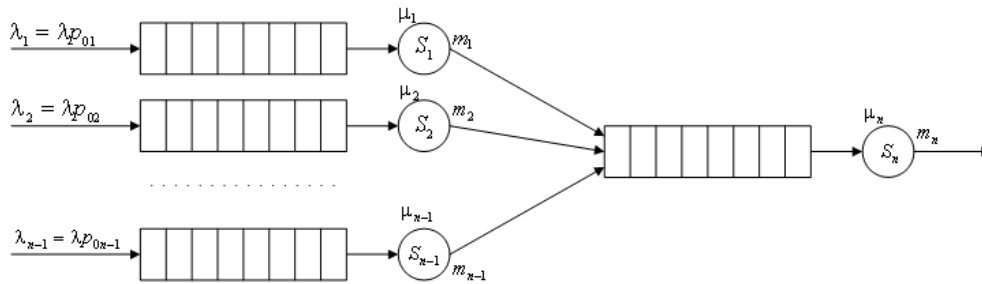 λ₁ = λp₀₁
μ₁
S₁
m₁
λ₂ = λp₀₂
μ₂
S₂
m₂
μₙ
Sₙ
mₙ
. . . . . . . . . . . . . . . .
λₙ₋₁ = λp₀ₙ₋₁
μₙ₋₁
Sₙ₋₁
mₙ₋₁